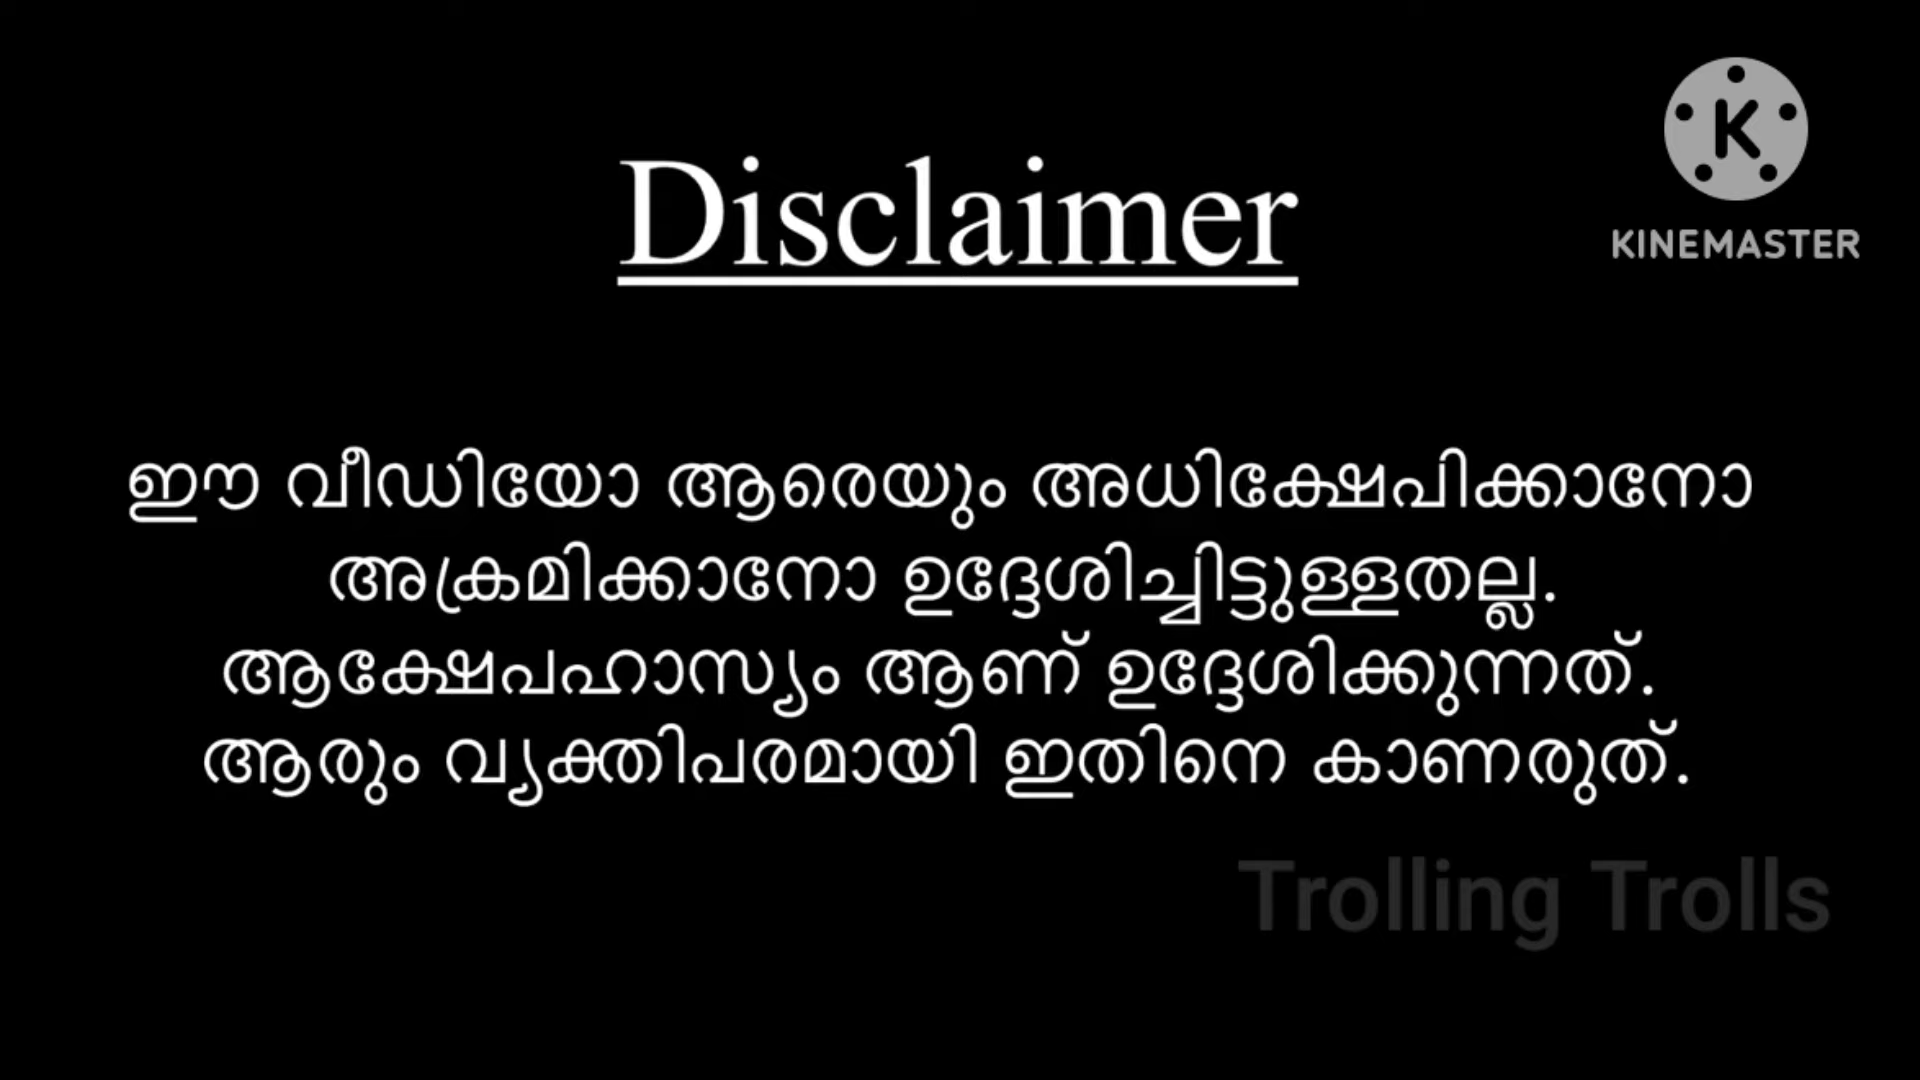 KINEMASTER
Disclaimer
ഈ വീഡിയോ ആരെയും അധിക്ഷേപിക്കാനോ
അക്രമിക്കാനോ ഉദ്ദേശിച്ചിട്ടുള്ളതല്ല.
ആക്ഷേപഹാസ്യം ആണ് ഉദ്ദേശിക്കുന്നത്.
ആരും വ്യക്തിപരമായി ഇതിനെ കാണരുത്.
Trolling Trolls